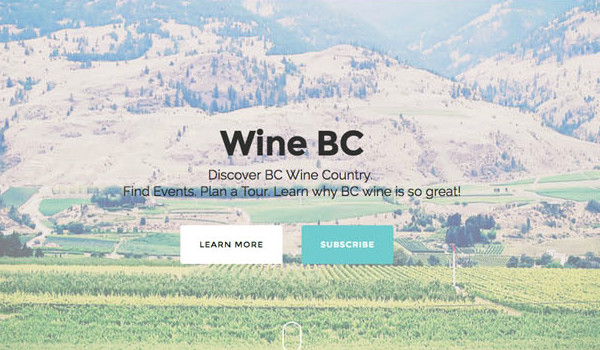 Wine BC
Discover BC Wine Country.
Find Events, Plan a Tour. Learn why BC wine is so great!
LEARN MORE
SUBSCRIBE